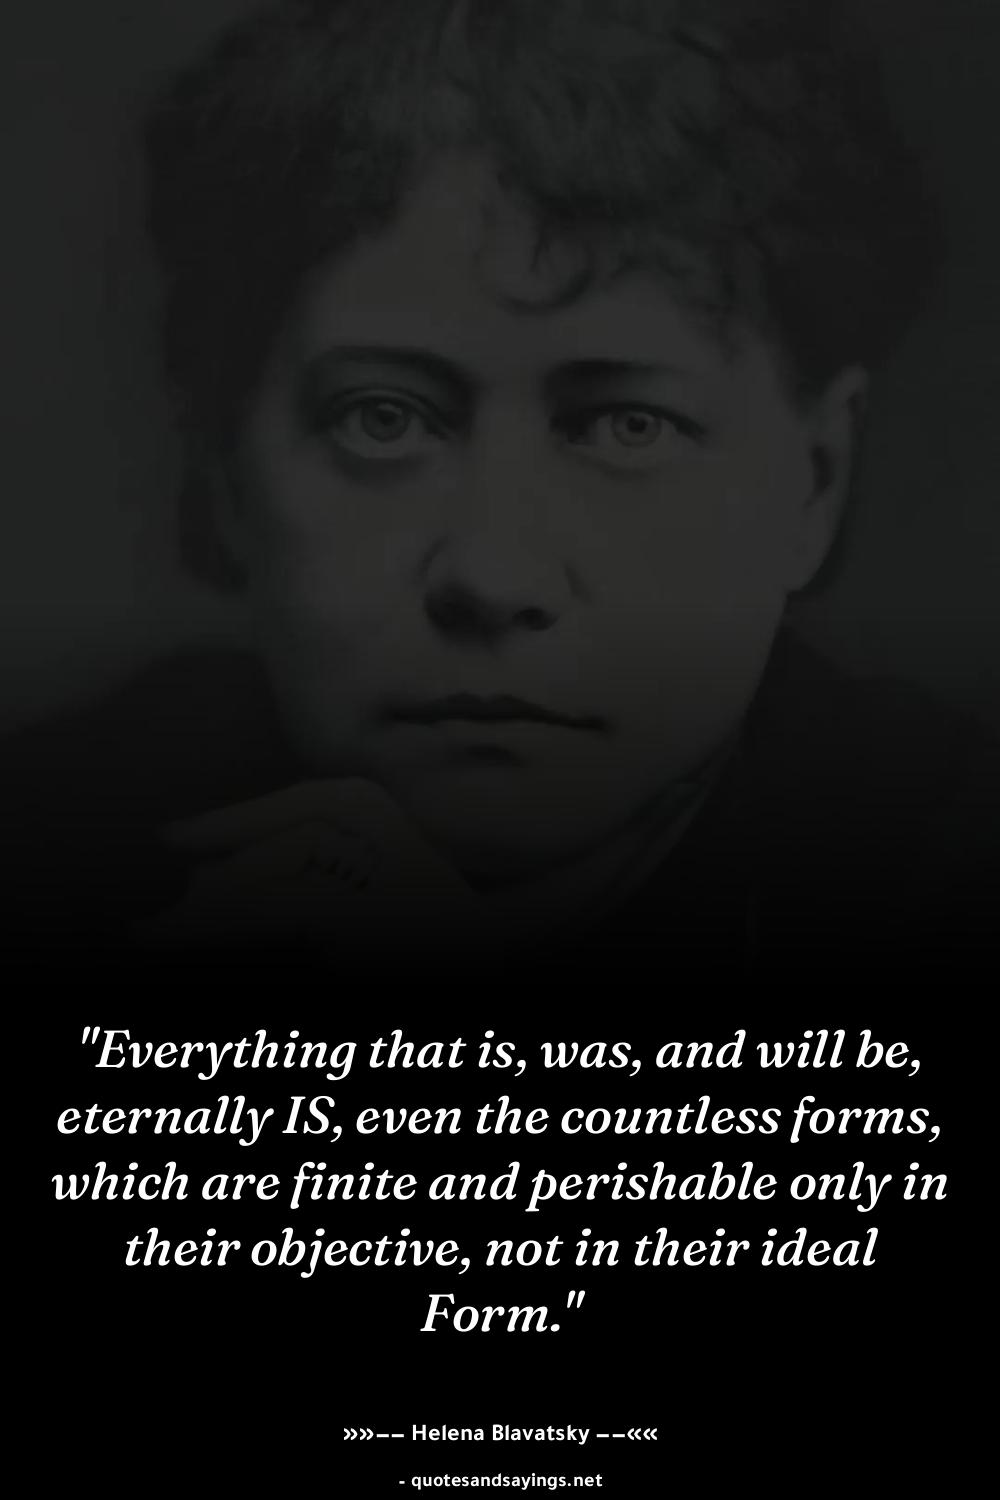 "Everything that is, was, and will be,
eternally IS, even the countless forms,
which are finite and perishable only in
their objective, not in their ideal
Form."
»»−− Helena Blavatsky −−««
- quotesandsayings.net